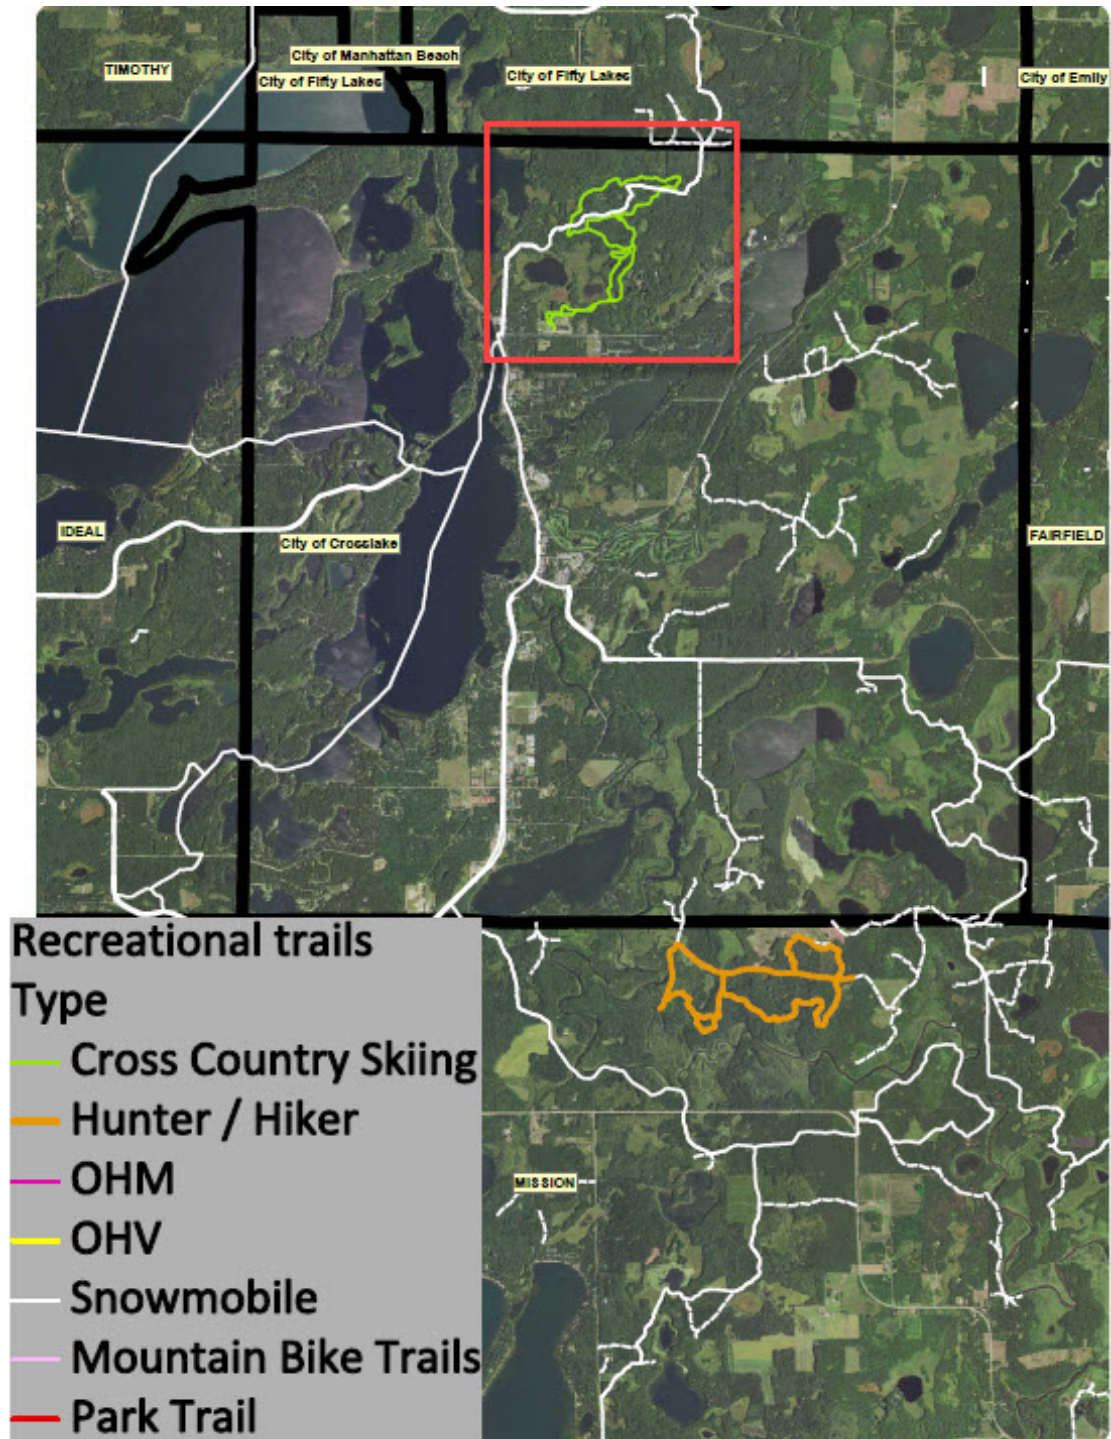 City of Manhattan Beach
TIMOTHY
City of Fifty Lakes
City of Fifty Lakes
City of Emily
IDEAL
City of Crosslake
FAIRFIELD
Recreational trails
Type
Cross Country Skiing
Hunter / Hiker
OHM
OHV
Snowmobile
Mountain Bike Trails
Park Trail
MISSION